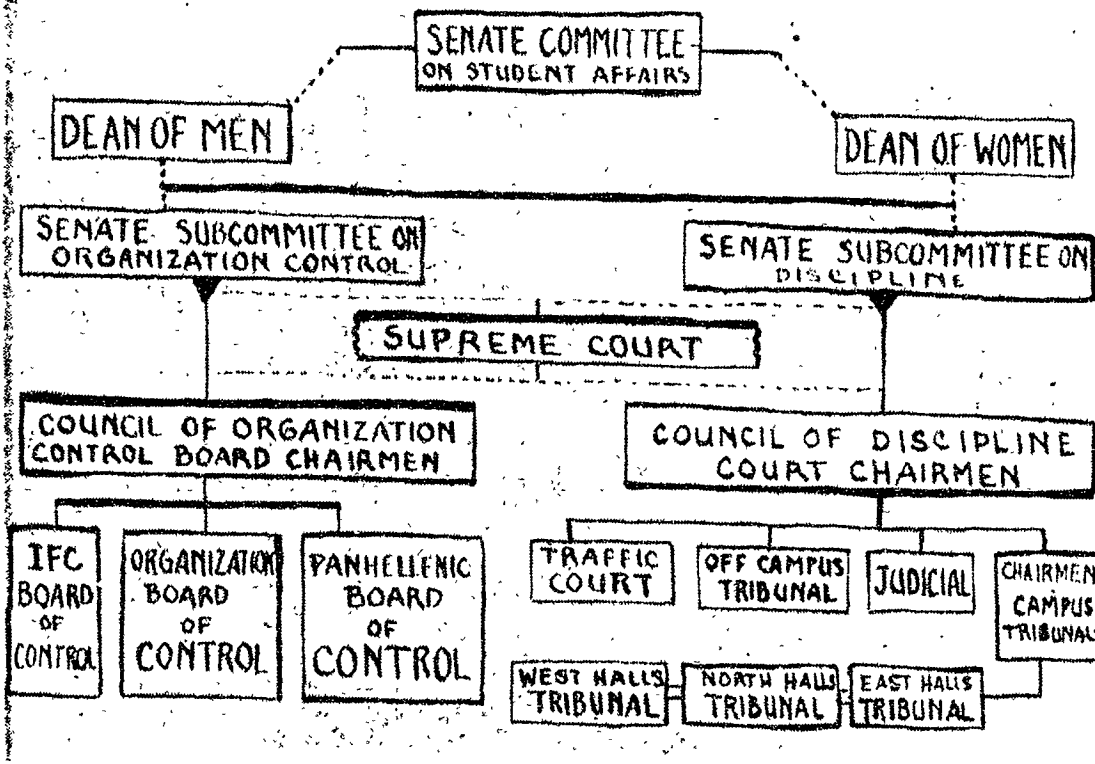 SENATE COMMITTEE
ON STUDENT AFFAIRS
DEAN OF MEN
DEAN OF WOMEN
SENATE SUBCOMMITTEE ON
ORGANIZATION CONTROL
SENATE SUBCOMMITTEE ON
DISCIPLINE
SUPREME COURT
COUNCIL OF ORGANIZATION
CONTROL BOARD CHAIRMEN
COUNCIL OF DISCIPLINE
COURT CHAIRMEN
IFC
BOARD
OF
CONTROL
ORGANIZATION
BOARD
OF
CONTROL
PANHELLENIC
BOARD
OF
CONTROL
TRAFFIC
COURT
OFF CAMPUS
TRIBUNAL
JUDICIAL
CHAIRMEN
CAMPUS
TRIBUNAL
WEST HALLS
TRIBUNAL
NORTH HALLS
TRIBUNAL
EAST HALLS
TRIBUNAL